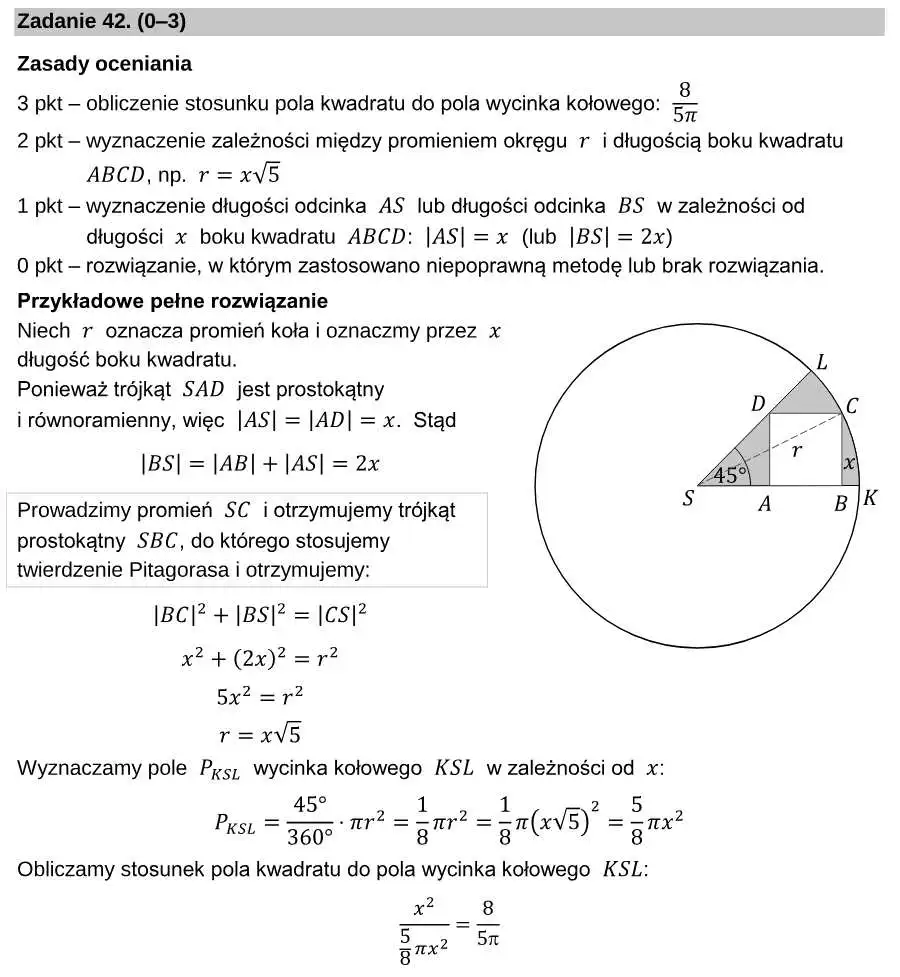 Zadanie 42. (0–3)
Zasady oceniania
3 pkt – obliczenie stosunku pola kwadratu do pola wycinka kołowego: 8/5π
2 pkt – wyznaczenie zależności między promieniem okręgu r i długością boku kwadratu
ABCD, np. r = x√5
1 pkt – wyznaczenie długości odcinka AS lub długości odcinka BS w zależności od
długości x boku kwadratu ABCD: |AS| = x (lub |BS| = 2x)
0 pkt – rozwiązanie, w którym zastosowano niepoprawną metodę lub brak rozwiązania.
Przykładowe pełne rozwiązanie
Niech r oznacza promień koła i oznaczmy przez x
długość boku kwadratu.
Ponieważ trójkąt SAD jest prostokątny
i równoramienny, więc |AS| = |AD| = x. Stąd
|BS| = |AB| + |AS| = 2x
Prowadzimy promień SC i otrzymujemy trójkąt
prostokątny SBC, do którego stosujemy
twierdzenie Pitagorasa i otrzymujemy:
|BC|² + |BS|² = |CS|²
x² + (2x)² = r²
5x² = r²
r = x√5
L
D
C
r
x
45°
S
A
B
K
Wyznaczamy pole P_KSL wycinka kołowego KSL w zależności od x:
P_KSL = 45°/360° · πr² = 1/8 πr² = 1/8 π(x√5)² = 5/8 πx²
Obliczamy stosunek pola kwadratu do pola wycinka kołowego KSL:
x²/(5/8 πx²) = 8/5π